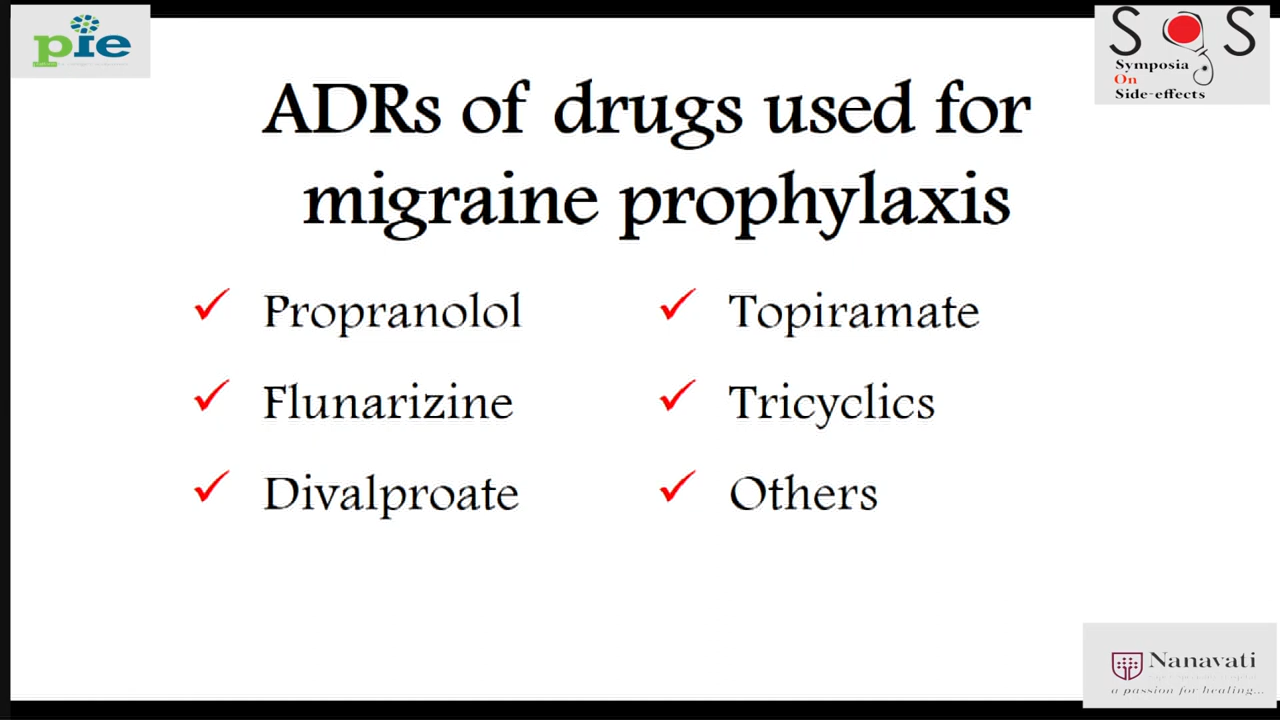 pie
S S
Symposia
On
Side-effects
ADRs of drugs used for
migraine prophylaxis
Propranolol
Flunarizine
Divalproate
Topiramate
Tricyclics
Others
Nanavati
a passion for healing...